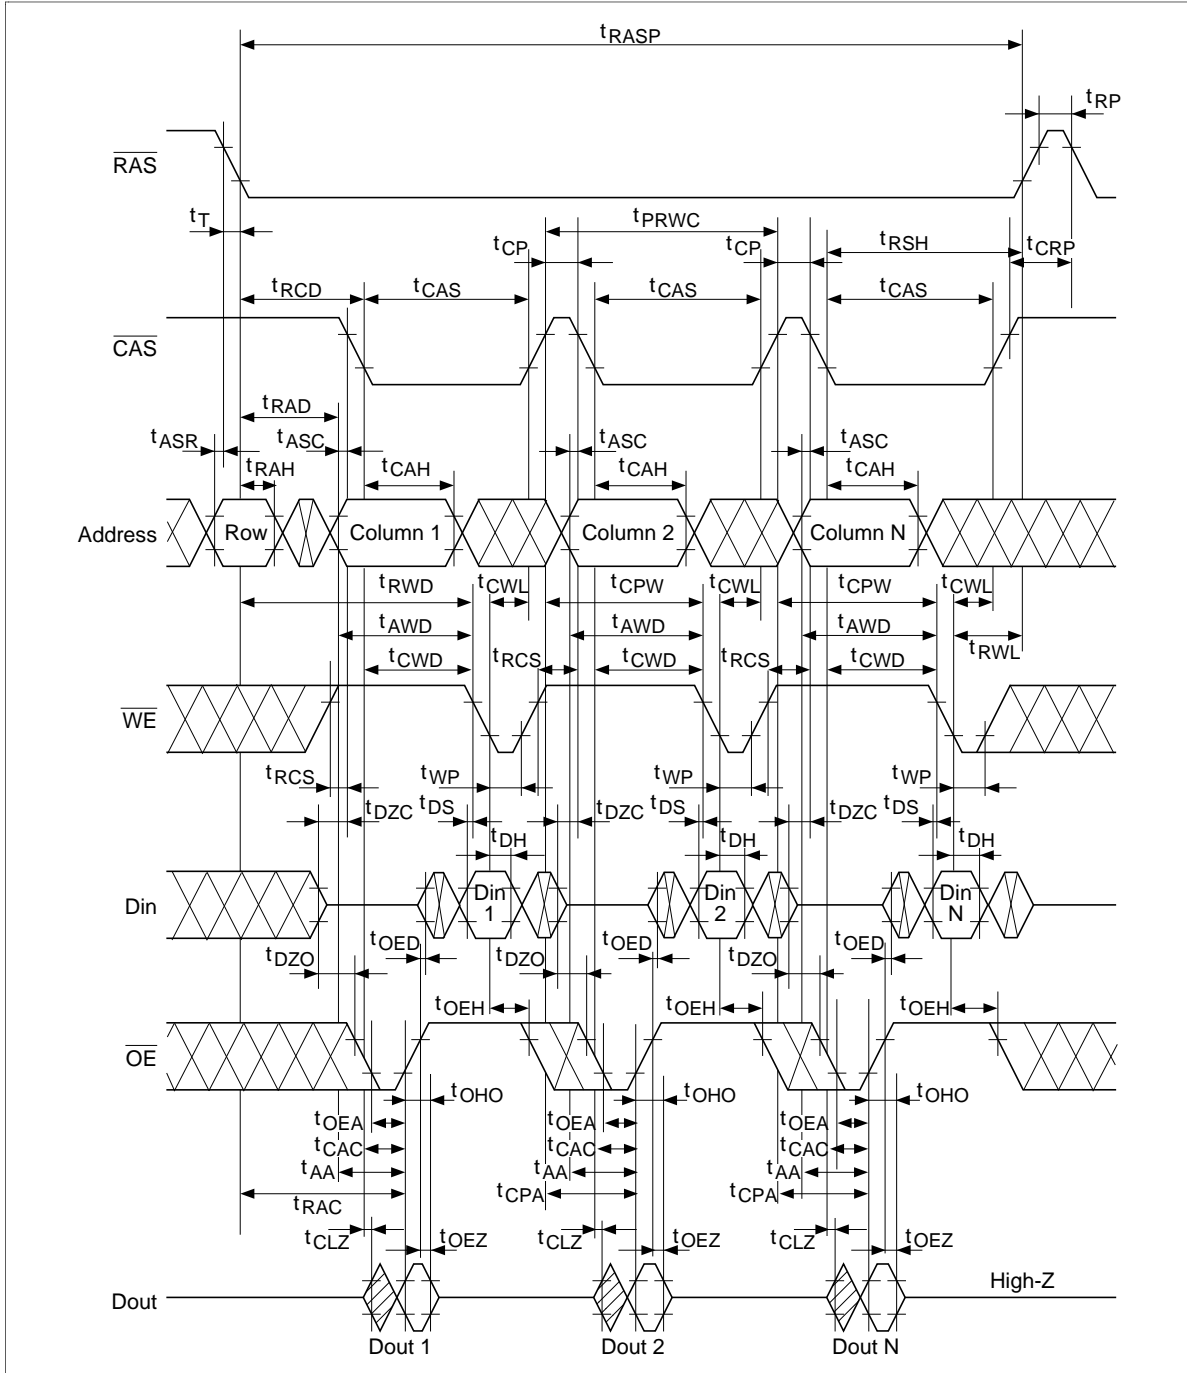 tRASP
tRP
RAS
tT
tPRWC
tCP
tCP
tRSH
tCRP
tRCD
tCAS
tCAS
tCAS
CAS
tRAD
tASR
tASC
tASC
tASC
tRAH
tCAH
tCAH
tCAH
Address
Row
Column 1
Column 2
Column N
tRWD
tCWL
tCPW
tCWL
tCPW
tCWL
tAWD
tAWD
tAWD
tRWL
tCWD
tRCS
tCWD
tRCS
tCWD
WE
tRCS
tWP
tWP
tWP
tDZC
tDS
tDZC
tDS
tDZC
tDS
tDH
tDH
tDH
Din
Din 1
Din 2
Din N
tOED
tOED
tOED
tDZO
tDZO
tDZO
tOEH
tOEH
tOEH
OE
tOHO
tOHO
tOHO
tOEA
tOEA
tOEA
tCAC
tCAC
tCAC
tAA
tAA
tAA
tRAC
tCPA
tCPA
tCLZ
tOEZ
tCLZ
tOEZ
tCLZ
tOEZ
High-Z
Dout
Dout 1
Dout 2
Dout N